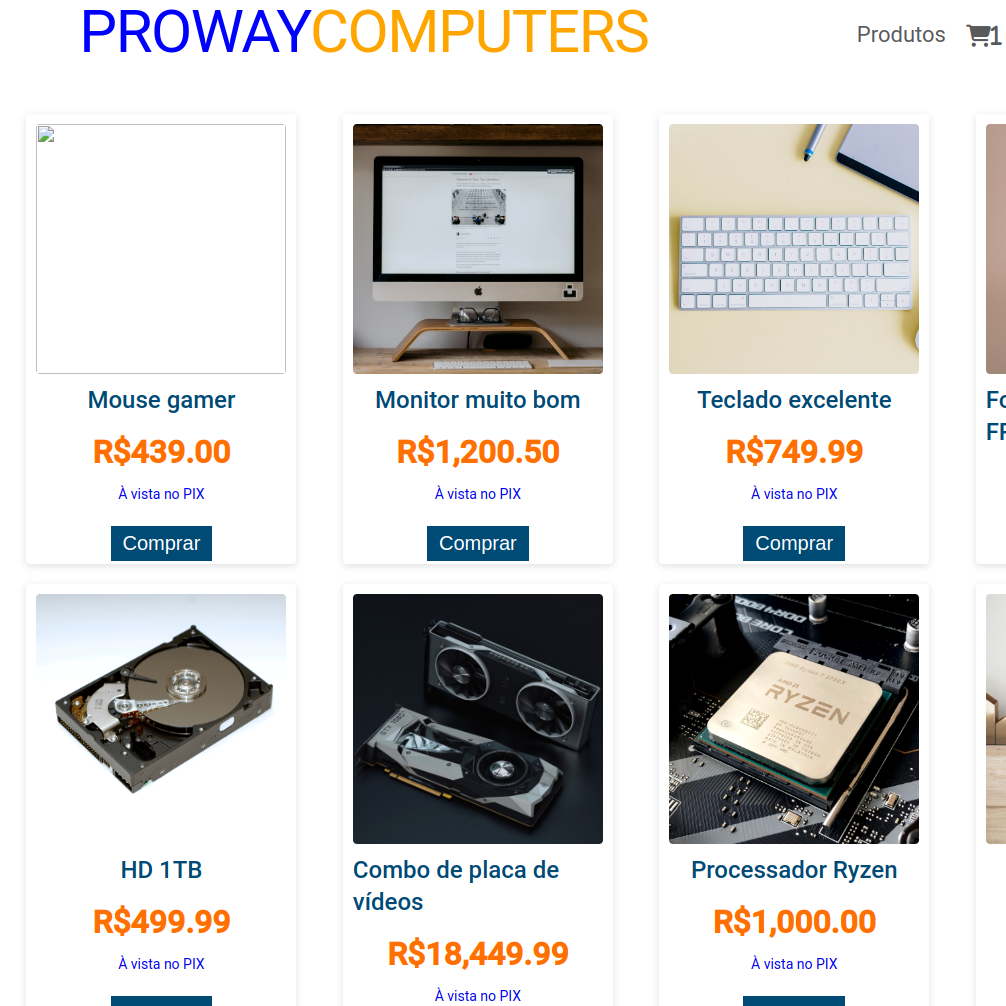 PROWAYCOMPUTERS
Produtos 1
Mouse gamer
R$439.00
À vista no PIX
Comprar
Monitor muito bom
R$1,200.50
À vista no PIX
Comprar
Teclado excelente
R$749.99
À vista no PIX
Comprar
HD 1TB
R$499.99
À vista no PIX
Combo de placa de
vídeos
R$18,449.99
À vista no PIX
RYZEN
Processador Ryzen
R$1,000.00
À vista no PIX